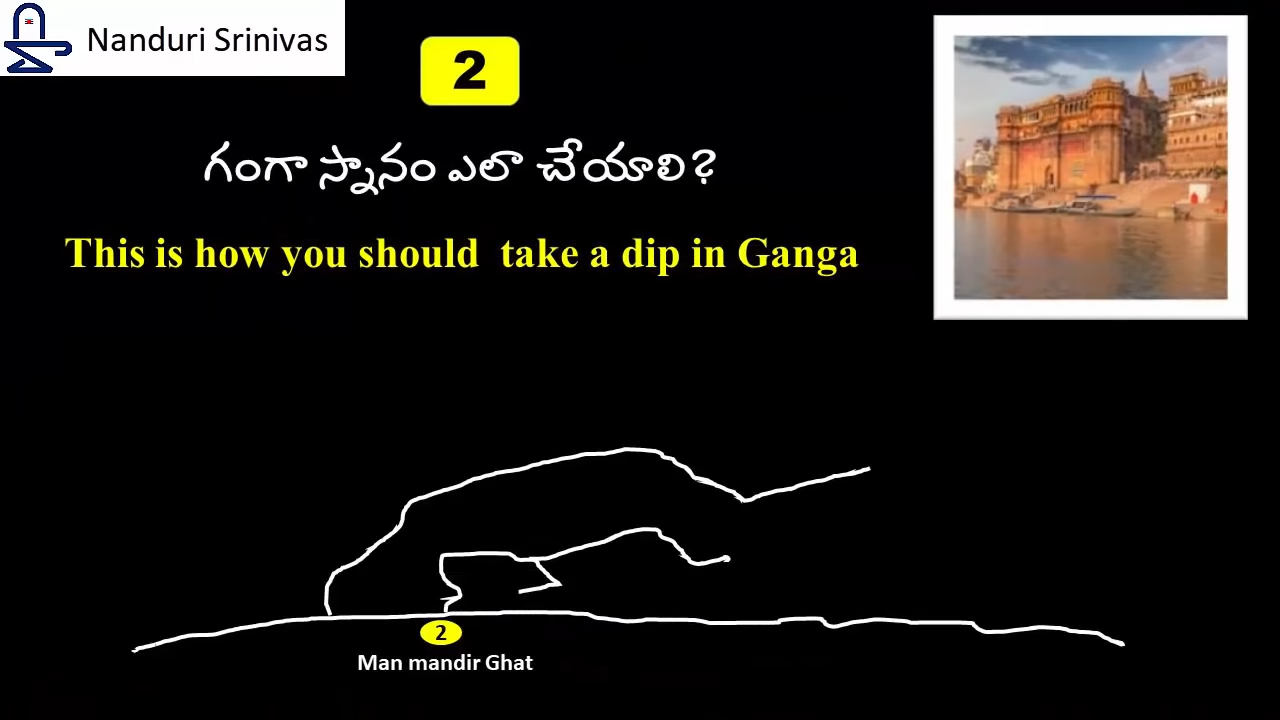 Nanduri Srinivas
2
గంగా స్నానం ఎలా చేయాలి?
This is how you should take a dip in Ganga
2
Man mandir Ghat